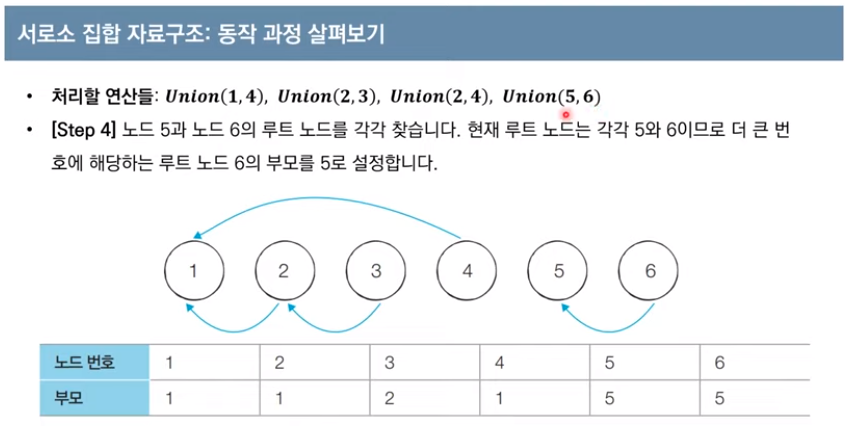 서로소 집합 자료구조: 동작 과정 살펴보기
• 처리할 연산들: Union(1,4), Union(2,3), Union(2,4), Union(5,6)
• [Step 4] 노드 5과 노드 6의 루트 노드를 각각 찾습니다. 현재 루트 노드는 각각 5와 6이므로 더 큰 번
호에 해당하는 루트 노드 6의 부모를 5로 설정합니다.
1 2 3 4 5 6
노드 번호 1 2 3 4 5 6
부모 1 1 2 1 5 5